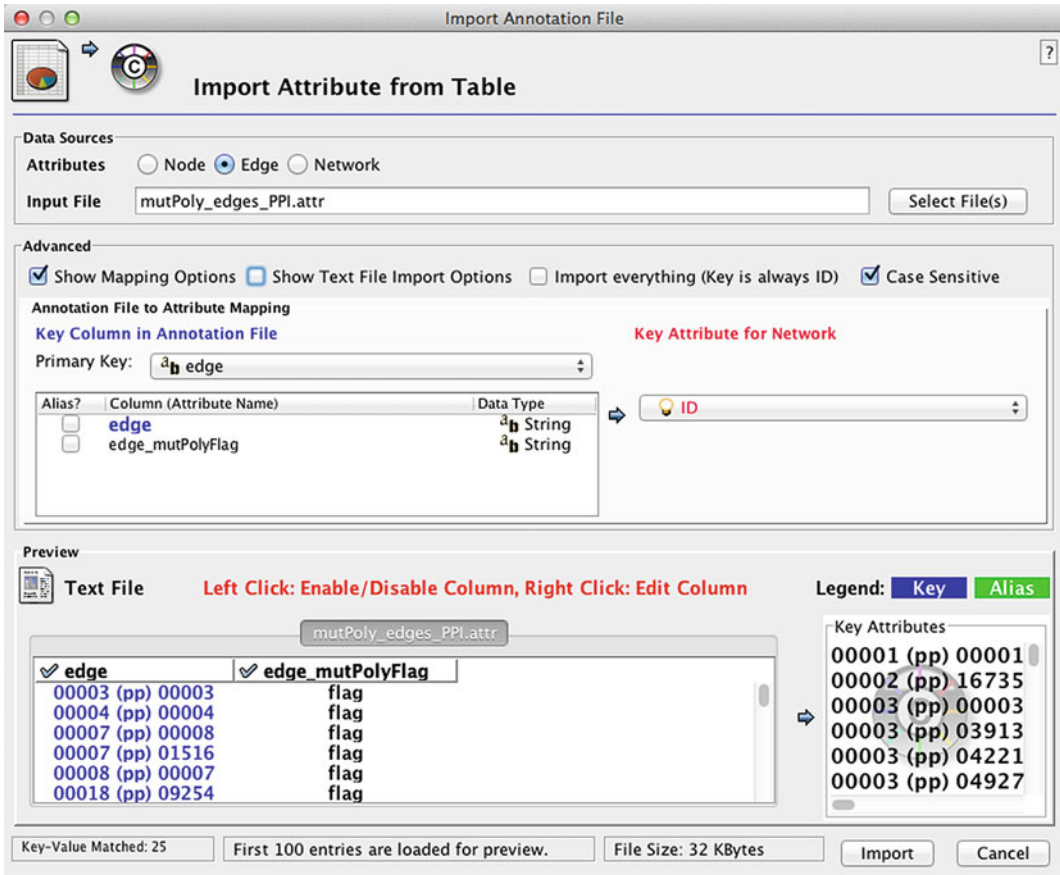 Import Annotation File
?
C
Import Attribute from Table
Data Sources
Attributes Node Edge Network
Input File mutPoly_edges_PPI.attr Select File(s)
Advanced
Show Mapping Options Show Text File Import Options Import everything (Key is always ID) Case Sensitive
Annotation File to Attribute Mapping
Key Column in Annotation File Key Attribute for Network
Primary Key: ab edge
Alias? Column (Attribute Name) Data Type
ID
edge ab String
edge_mutPolyFlag ab String
Preview
Text File Left Click: Enable/Disable Column, Right Click: Edit Column Legend: Key Alias
mutPoly_edges_PPI.attr
edge edge_mutPolyFlag
00003 (pp) 00003 flag
00004 (pp) 00004 flag
00007 (pp) 00008 flag
00007 (pp) 01516 flag
00008 (pp) 00007 flag
00018 (pp) 09254 flag
Key Attributes
00001 (pp) 00001
00002 (pp) 16735
00003 (pp) 00003
00003 (pp) 03913
00003 (pp) 04221
00003 (pp) 04927
Key-Value Matched: 25 First 100 entries are loaded for preview. File Size: 32 KBytes Import Cancel